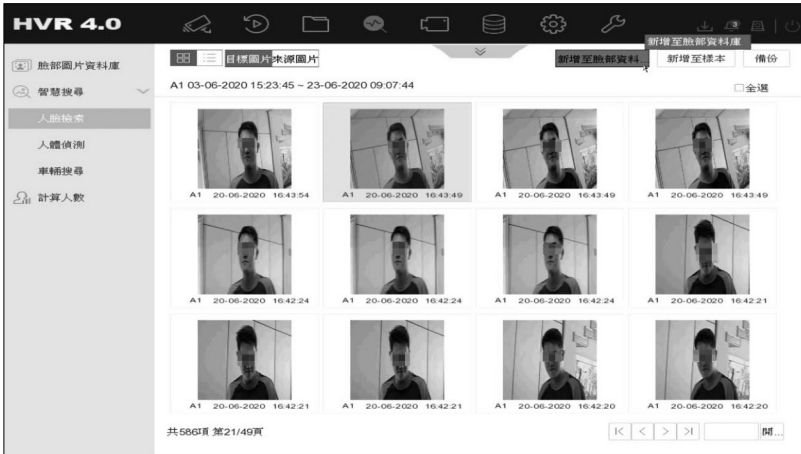 HVR 4.0
新增至臉部資料庫
臉部圖片資料庫
目標圖片 來源圖片
新增至臉部資料...
新增至樣本
備份
智慧搜尋
A1 03-06-2020 15:23:45 ~ 23-06-2020 09:07:44
全選
人臉檢索
人體偵測
車輛搜尋
計算人數
A1 20-06-2020 16:43:54
A1 20-06-2020 16:43:49
A1 20-06-2020 16:43:49
A1 20-06-2020 16:43:49
A1 20-06-2020 16:42:24
A1 20-06-2020 16:42:24
A1 20-06-2020 16:42:24
A1 20-06-2020 16:42:21
A1 20-06-2020 16:42:21
A1 20-06-2020 16:42:21
A1 20-06-2020 16:42:20
A1 20-06-2020 16:42:20
共586項 第21/49頁
開...